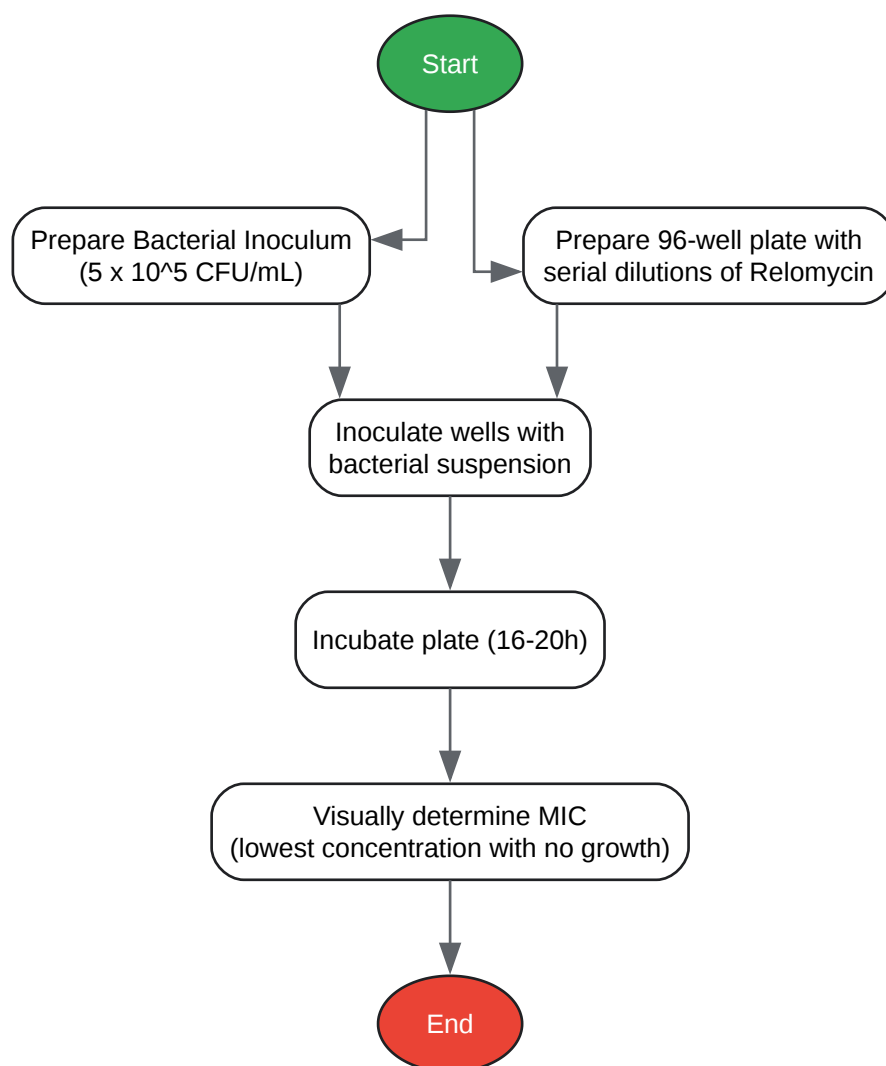 Start
Prepare Bacterial Inoculum
(5 x 10^5 CFU/mL)
Prepare 96-well plate with
serial dilutions of Relomycin
Inoculate wells with
bacterial suspension
Incubate plate (16-20h)
Visually determine MIC
(lowest concentration with no growth)
End